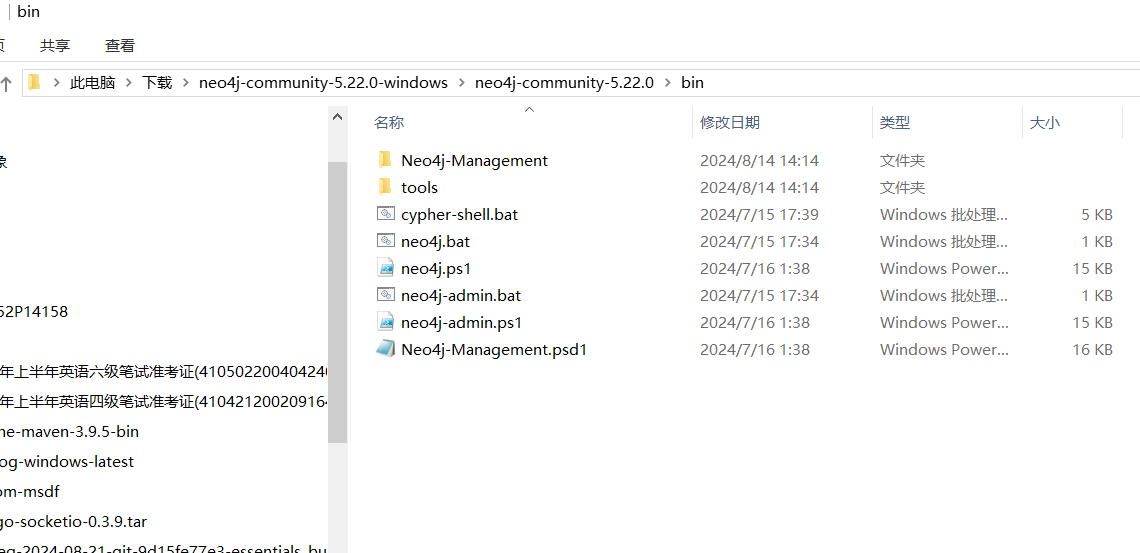 bin
共享 查看
此电脑 下载 neo4j-community-5.22.0-windows neo4j-community-5.22.0 bin
名称 修改日期 类型 大小
Neo4j-Management 2024/8/14 14:14 文件夹
tools 2024/8/14 14:14 文件夹
cypher-shell.bat 2024/7/15 17:39 Windows 批处理... 5 KB
neo4j.bat 2024/7/15 17:34 Windows 批处理... 1 KB
neo4j.ps1 2024/7/16 1:38 Windows Power... 15 KB
neo4j-admin.bat 2024/7/15 17:34 Windows 批处理... 1 KB
neo4j-admin.ps1 2024/7/16 1:38 Windows Power... 15 KB
Neo4j-Management.psd1 2024/7/16 1:38 Windows Power... 16 KB
象
52P14158
年上半年英语六级笔试准考证(41050220040424
年上半年英语四级笔试准考证(4104212002091
he-maven-3.9.5-bin
og-windows-latest
om-msdf
go-socketio-0.3.9.tar
eg-2024-08-21-git-9d15fe77e3-essentials_bu